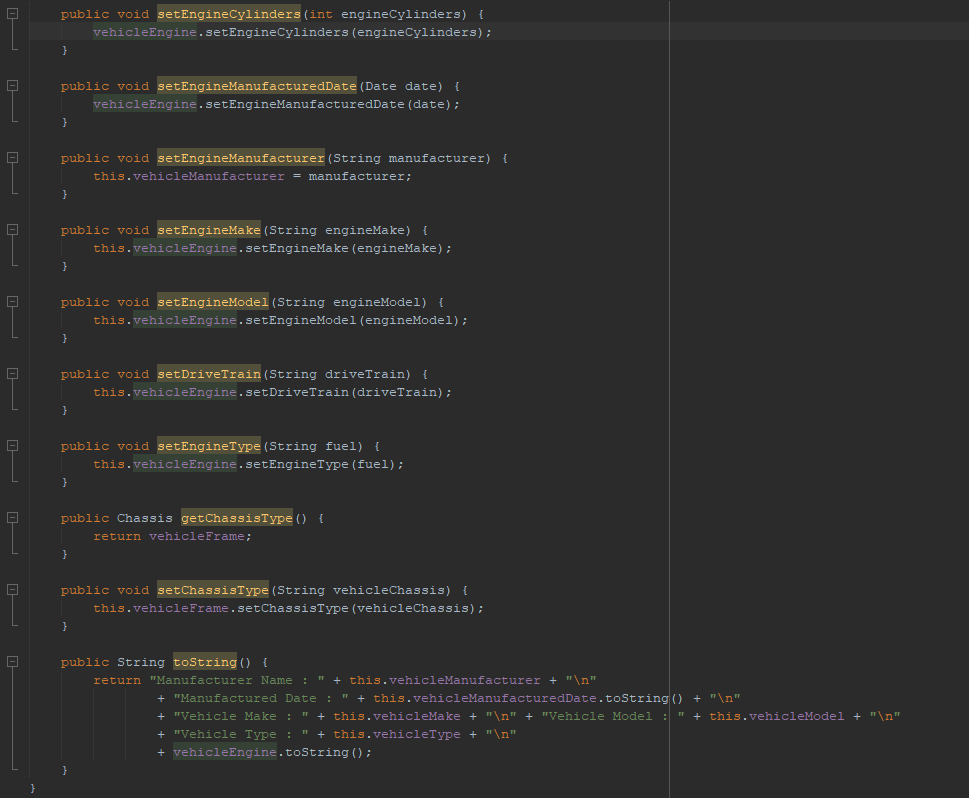 public void setEngineCylinders(int engineCylinders) {
vehicleEngine.setEngineCylinders(engineCylinders);
}
public void setEngineManufacturedDate(Date date) {
vehicleEngine.setEngineManufacturedDate(date);
}
public void setEngineManufacturer(String manufacturer) {
this.vehicleManufacturer = manufacturer;
}
public void setEngineMake(String engineMake) {
this.vehicleEngine.setEngineMake(engineMake);
}
public void setEngineModel(String engineModel) {
this.vehicleEngine.setEngineModel(engineModel);
}
public void setDriveTrain(String driveTrain) {
this.vehicleEngine.setDriveTrain(driveTrain);
}
public void setEngineType(String fuel) {
this.vehicleEngine.setEngineType(fuel);
}
public Chassis getChassisType() {
return vehicleFrame;
}
public void setChassisType(String vehicleChassis) {
this.vehicleFrame.setChassisType(vehicleChassis);
}
public String toString() {
return "Manufacturer Name : " + this.vehicleManufacturer + "\n"
+ "Manufactured Date : " + this.vehicleManufacturedDate.toString() + "\n"
+ "Vehicle Make : " + this.vehicleMake + "\n" + "Vehicle Model : " + this.vehicleModel + "\n"
+ "Vehicle Type : " + this.vehicleType + "\n"
+ vehicleEngine.toString();
}
}